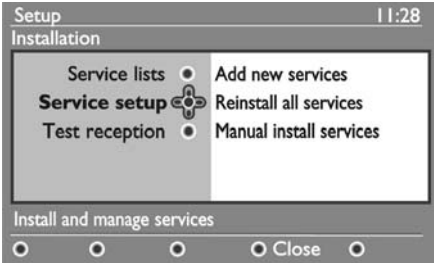 Setup 11:28
Installation
Service lists Add new services
Service setup Reinstall all services
Test reception Manual install services
Install and manage services
Close